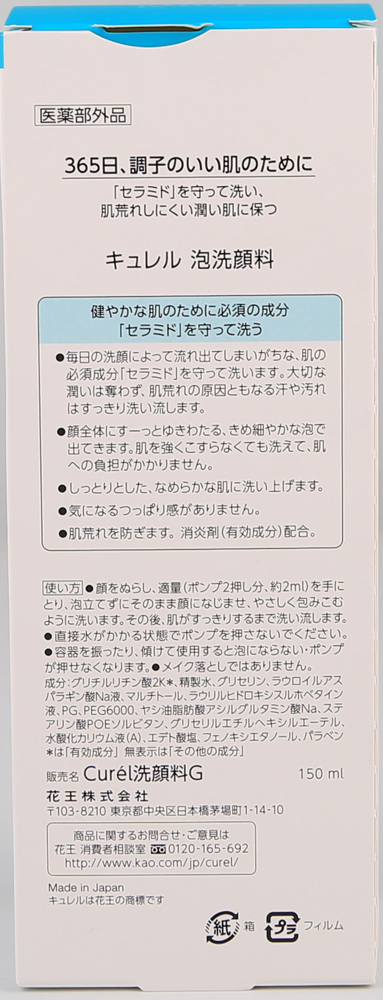 医薬部外品
365日、調子のいい肌のために
「セラミド」を守って洗い、
肌荒れしにくい潤い肌に保つ
キュレル 泡洗顔料
健やかな肌のために必須の成分
「セラミド」を守って洗う
●毎日の洗顔によって流れ出てしまいがちな、肌の
必須成分「セラミド」を守って洗います。大切な
潤いは奪わず、肌荒れの原因ともなる汗や汚れ
はすっきり洗い流します。
●顔全体にすーっとゆきわたる、きめ細やかな泡で
出てきます。肌を強くこすらなくても洗えて、肌
への負担がかかりません。
●しっとりとした、なめらかな肌に洗い上げます。
●気になるつっぱり感がありません。
●肌荒れを防ぎます。消炎剤(有効成分)配合。
使い方 ●顔をぬらし、適量(ポンプ2押し分、約2ml)を手に
とり、泡立てずにそのまま顔になじませ、やさしく包みこむ
ように洗います。その後、肌がすっきりするまで洗い流します。
●直接水がかかる状態でポンプを押さないでください。
●容器を振ったり、傾けて使用すると泡にならない・ポンプ
が押せなくなります。●メイク落としではありません。
成分:グリチルリチン酸2K*、精製水、グリセリン、ラウロイルアス
パラギン酸Na液、マルチトール、ラウリルヒドロキシスルホベタイン
液、PG、PEG6000、ヤシ油脂肪酸アシルグルタミン酸Na、ステ
アリン酸POEソルビタン、グリセリルエチルヘキシルエーテル、
水酸化カリウム液(A)、エデト酸塩、フェノキシエタノール、パラベン
*は「有効成分」 無表示は「その他の成分」
販売名 Curél洗顔料G 150 ml
花王株式会社
〒103-8210 東京都中央区日本橋茅場町1-14-10
商品に関するお問合せ・ご意見は
花王 消費者相談室 0120-165-692
http://www.kao.com/jp/curel/
Made in Japan
キュレルは花王の商標です
紙 箱 プラ フィルム